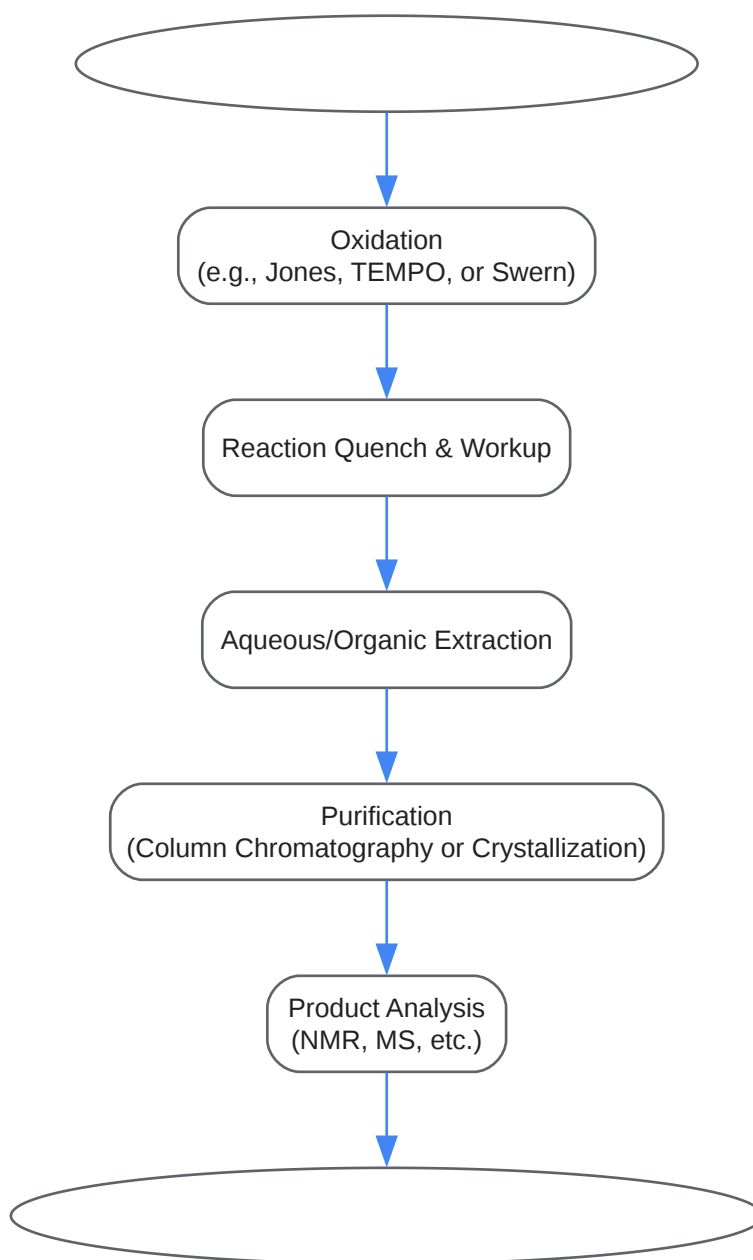 Oxidation
(e.g., Jones, TEMPO, or Swern)
Reaction Quench & Workup
Aqueous/Organic Extraction
Purification
(Column Chromatography or Crystallization)
Product Analysis
(NMR, MS, etc.)